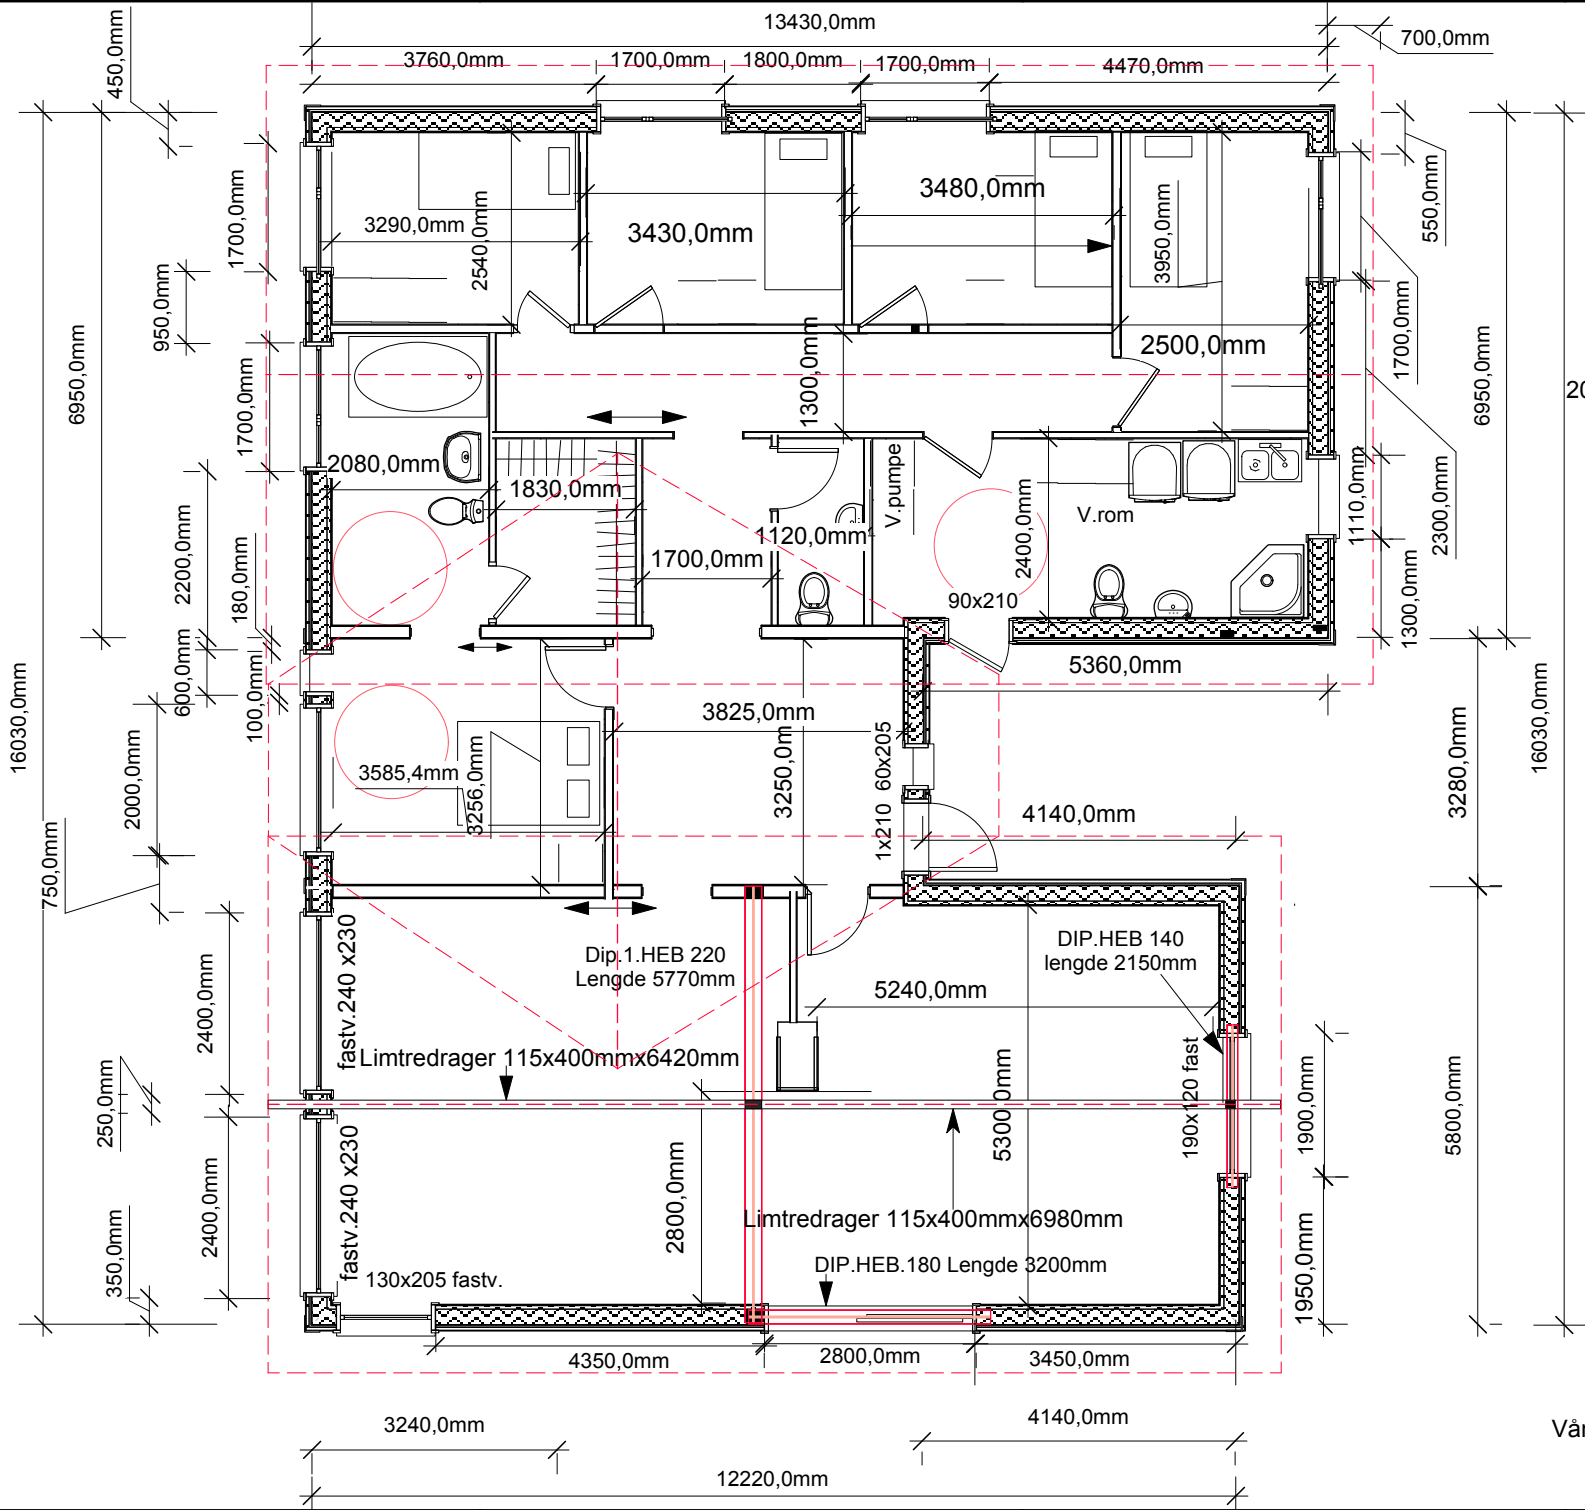 13430,0mm
700,0mm
450,0mm
3760,0mm
1700,0mm
1800,0mm
1700,0mm
4470,0mm
1700,0mm
550,0mm
3290,0mm
2540,0mm
3430,0mm
3480,0mm
3950,0mm
950,0mm
6950,0mm
1700,0mm
1300,0mm
2500,0mm
1700,0mm
6950,0mm
2080,0mm
1830,0mm
1700,0mm
1120,0mm
V.pumpe
2400,0mm
V.rom
1110,0mm
2300,0mm
2200,0mm
180,0mm
90x210
1300,0mm
600,0mm
100,0mm
5360,0mm
16030,0mm
3825,0mm
3585,4mm
3256,0mm
3250,0m
60x205
1x210
4140,0mm
3280,0mm
16030,0mm
2000,0mm
750,0mm
2400,0mm
fastv.240 x230
Dip.1.HEB 220
Lengde 5770mm
DIP.HEB 140
lengde 2150mm
5240,0mm
Limtredrager 115x400mmx6420mm
250,0mm
5300,0mm
190x120 fast
1900,0mm
5800,0mm
2400,0mm
fastv.240 x230
2800,0mm
Limtredrager 115x400mmx6980mm
350,0mm
130x205 fastv.
DIP.HEB.180 Lengde 3200mm
1950,0mm
4350,0mm
2800,0mm
3450,0mm
3240,0mm
4140,0mm
12220,0mm
20
Vår